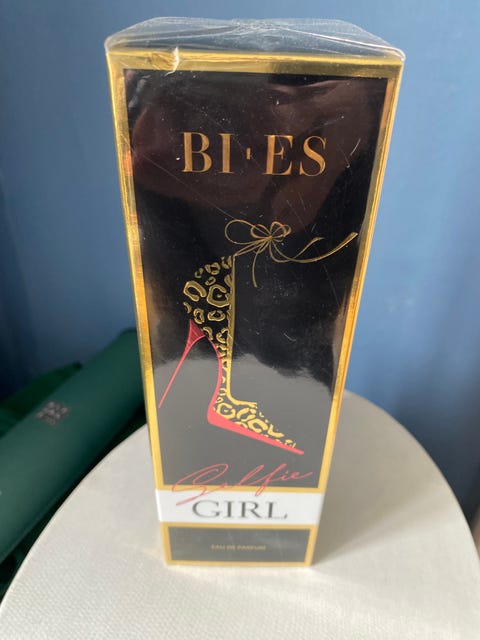 BI·ES
Selfie
GIRL
EAU DE PARFUM